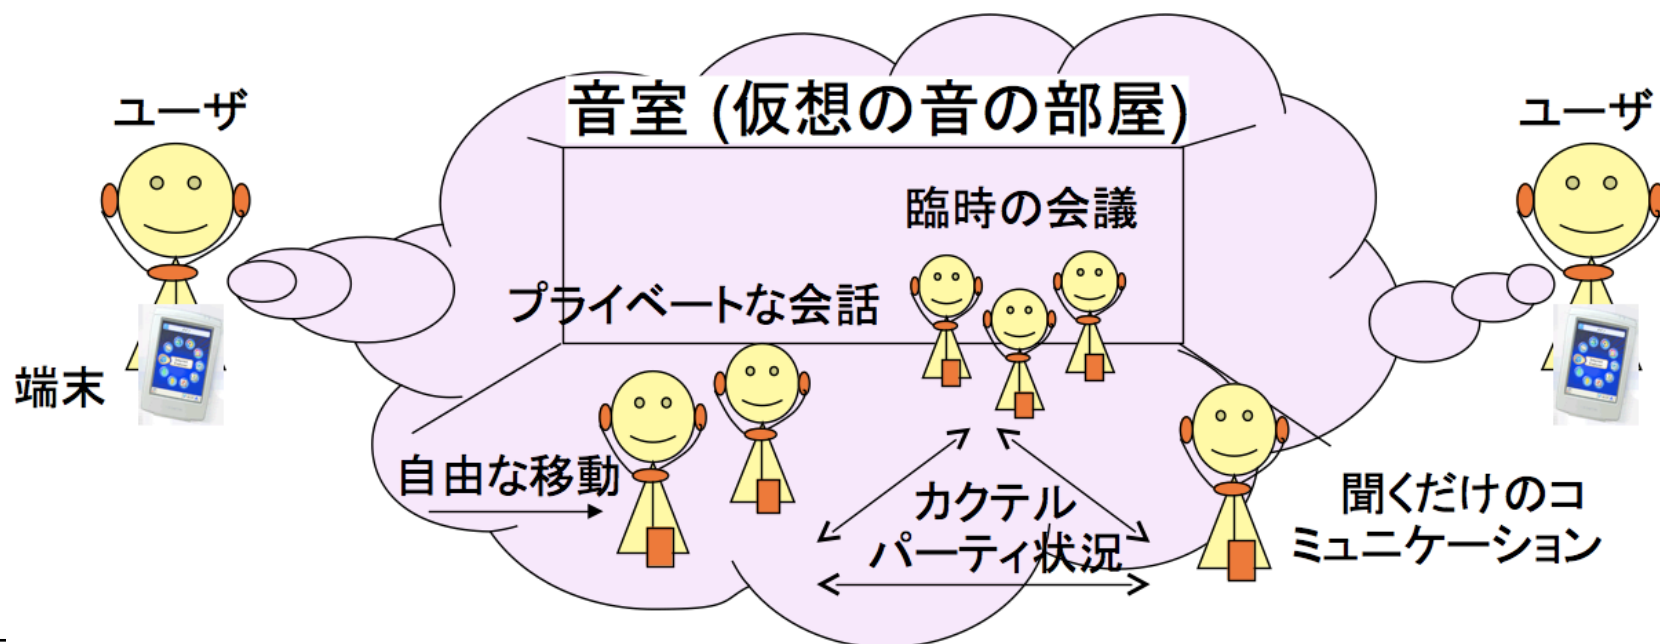 音室 (仮想の音の部屋)
ユーザ
ユーザ
臨時の会議
プライベートな会話
端末
自由な移動
カクテル
パーティ状況
聞くだけのコ
ミュニケーション